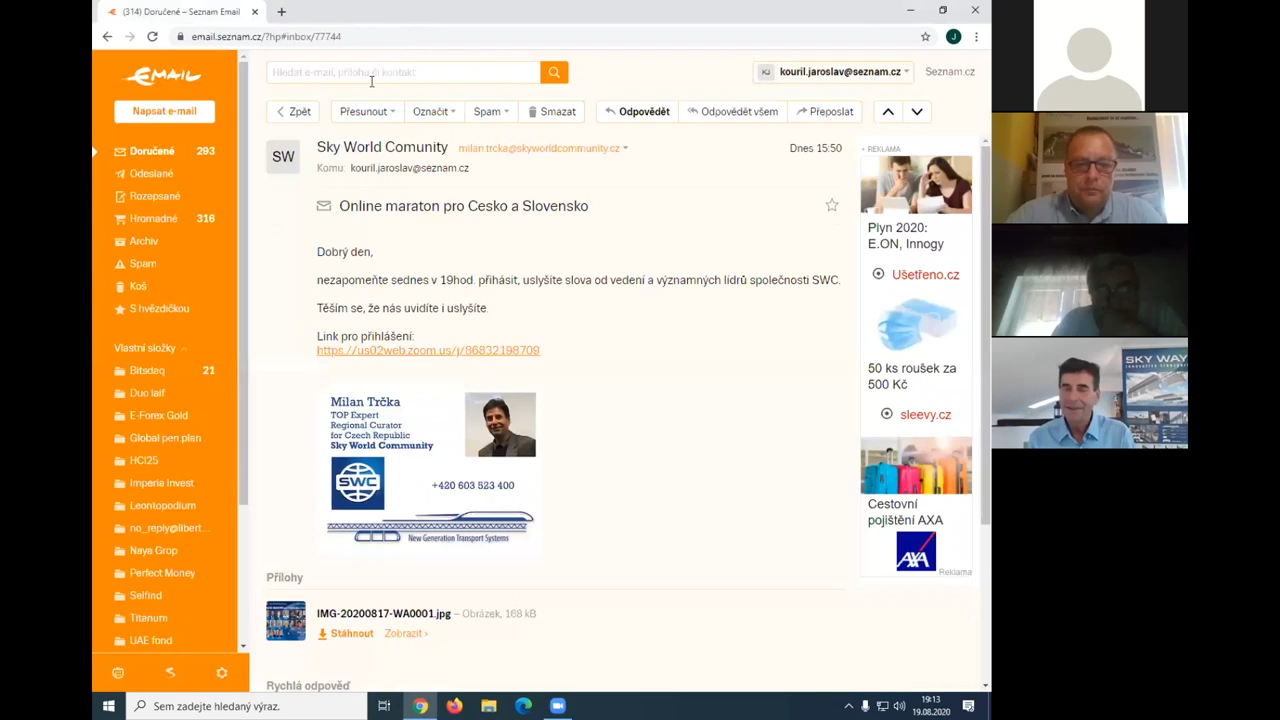 (314) Doručené – Seznam Email
email.seznam.cz/?hp#inbox/77744
J
EMAIL
Hledat e-mail, přílohu či kontakt
KJ kouril.jaroslav@seznam.cz
Seznam.cz
Napsat e-mail
Zpět
Přesunout
Označit
Spam
Smazat
Odpovědět
Odpovědět všem
Přeposlat
Doručené 293
Odeslané
Rozepsané
Hromadné 316
Archiv
Spam
Koš
S hvězdičkou
Vlastní složky
Bitsdaq 21
Duo laif
E-Forex Gold
Global pen.plan
HCI25
Imperia Invest
Leontopodium
no_reply@libert...
Naya Grop
Perfect Money
Selfind
Titanum
UAE fond
SW
Sky World Comunity milan.trcka@skyworldcommunity.cz
Dnes 15:50
Komu: kouril.jaroslav@seznam.cz
Online maraton pro Cesko a Slovensko
Dobrý den,
nezapomeňte sednes v 19hod. přihásit, uslyšíte slova od vedení a významných lídrů společnosti SWC.
Těším se, že nás uvidíte i uslyšíte.
Link pro přihlášení:
https://us02web.zoom.us/j/86832198709
Milan Trčka
TOP Expert
Regional Curator
for Czech Republic
Sky World Community
SWC
+420 603 523 400
New Generation Transport Systems
Přílohy
IMG-20200817-WA0001.jpg – Obrázek, 168 kB
Stáhnout
Zobrazit ›
Rychlá odpověď
REKLAMA
Plyn 2020:
E.ON, Innogy
Ušetřeno.cz
50 ks roušek za
500 Kč
sleevy.cz
Cestovní
pojištění AXA
AXA
Reklama
SKY WAY
Sem zadejte hledaný výraz.
19:13
19.08.2020